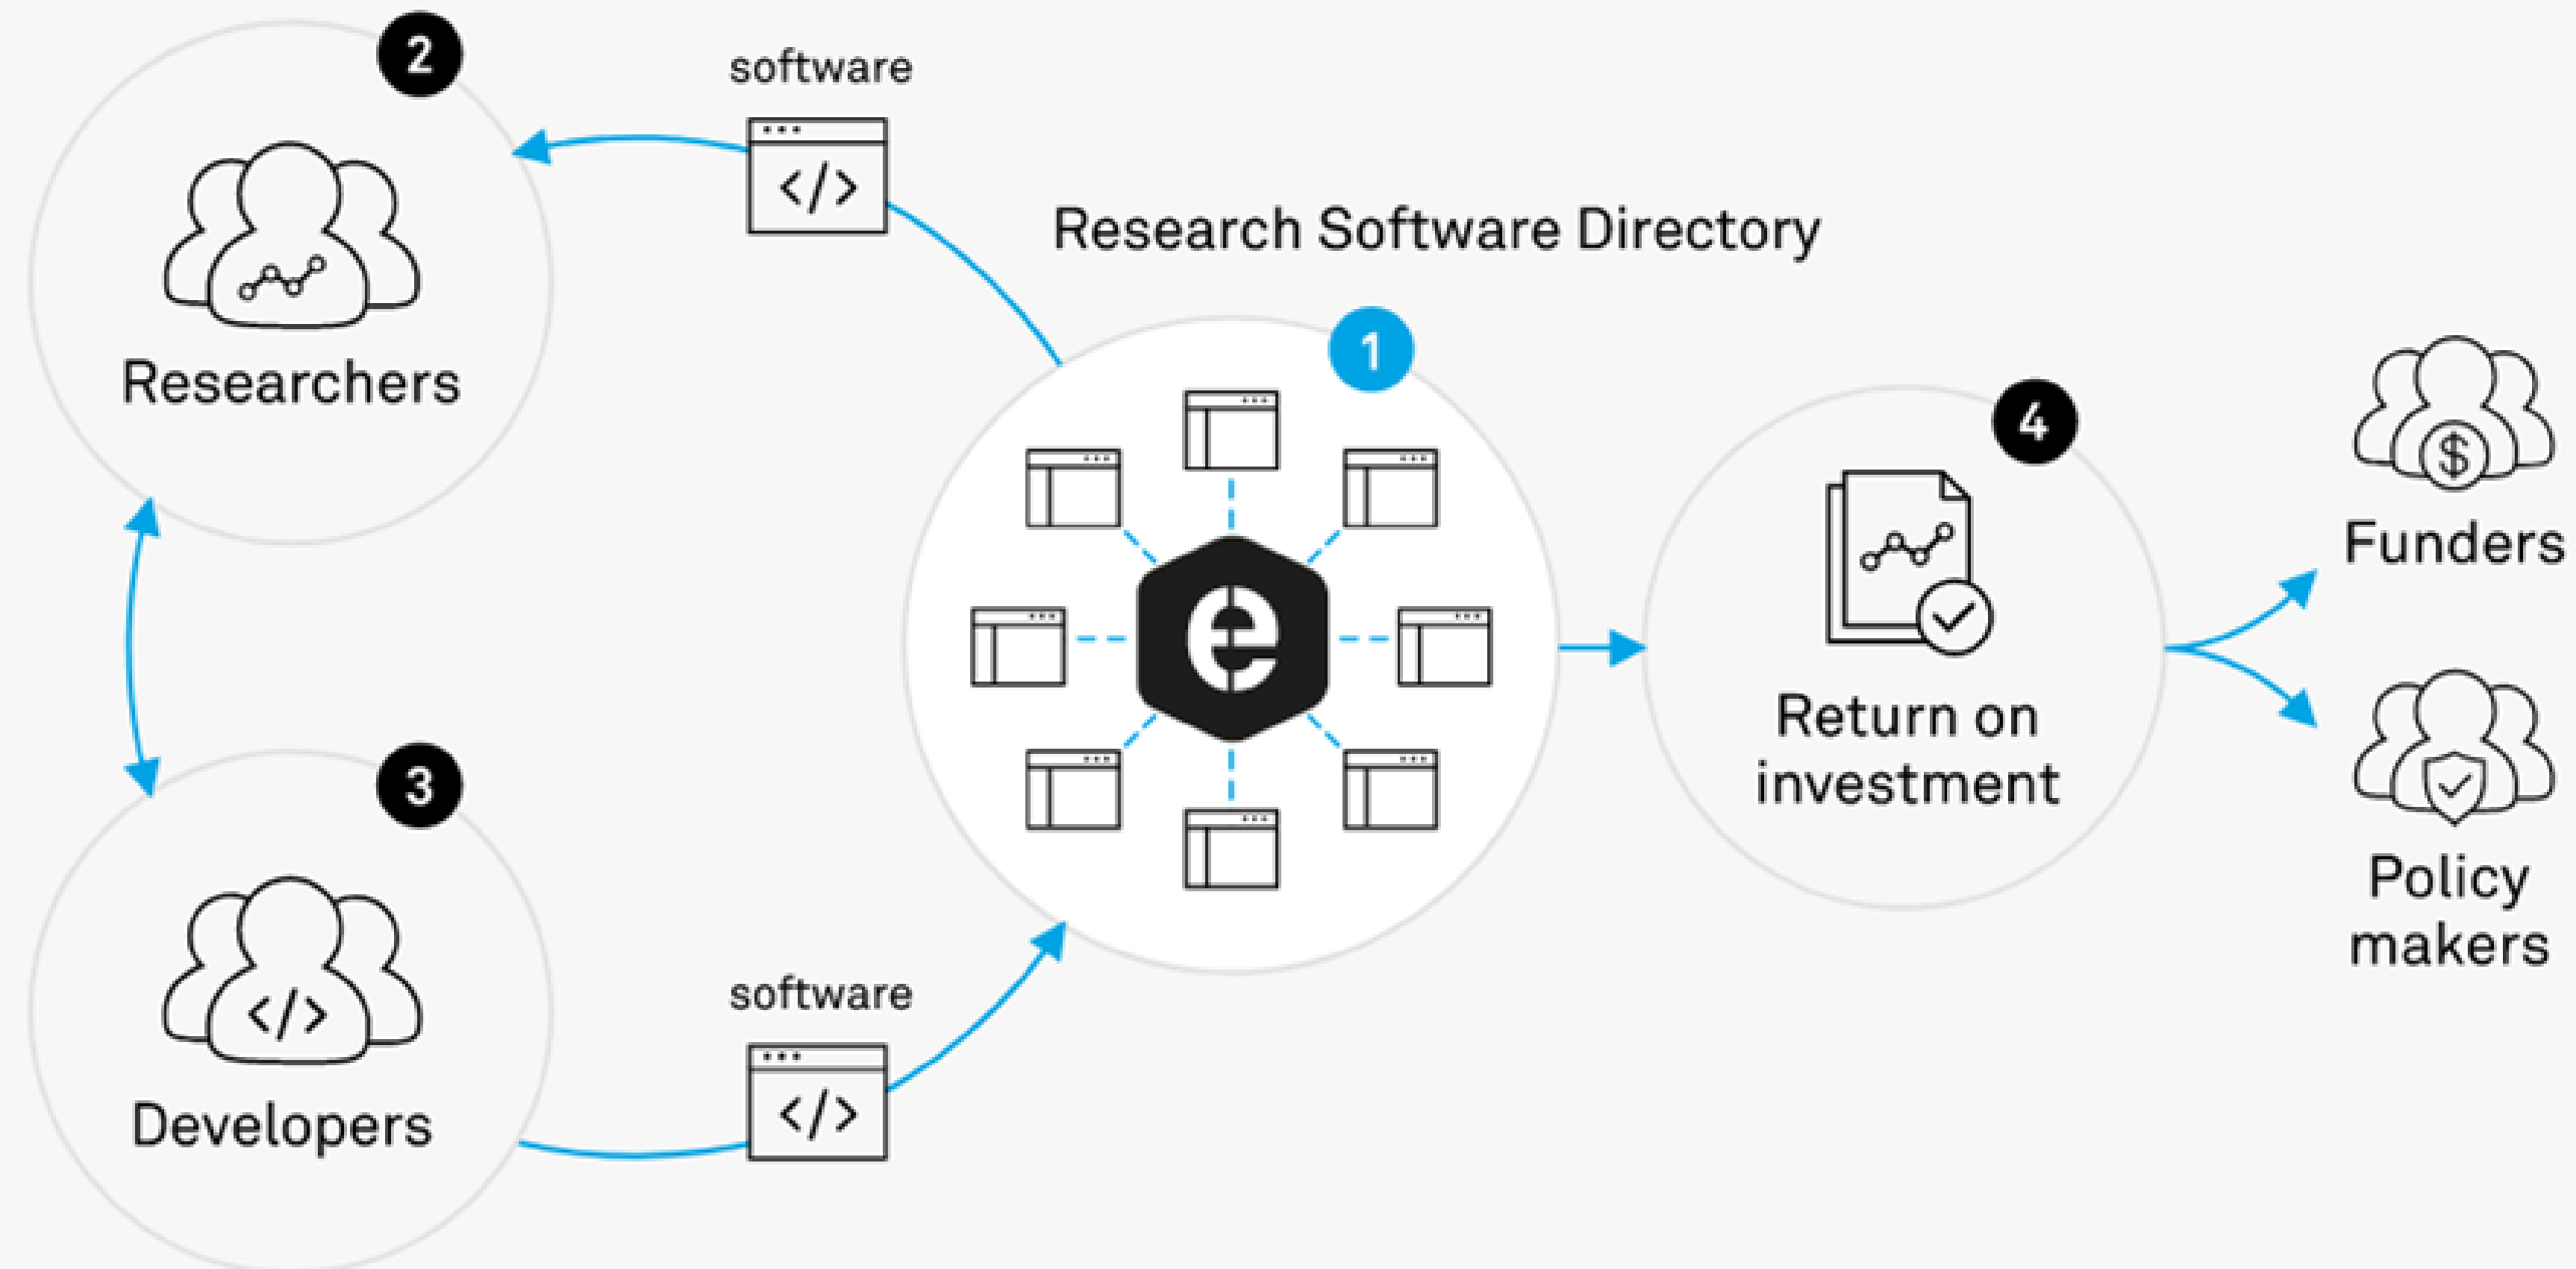 2
software
</>
Research Software Directory
Researchers
1
4
$
Funders
e
Return on
investment
3
Policy
makers
software
</>
</>
Developers